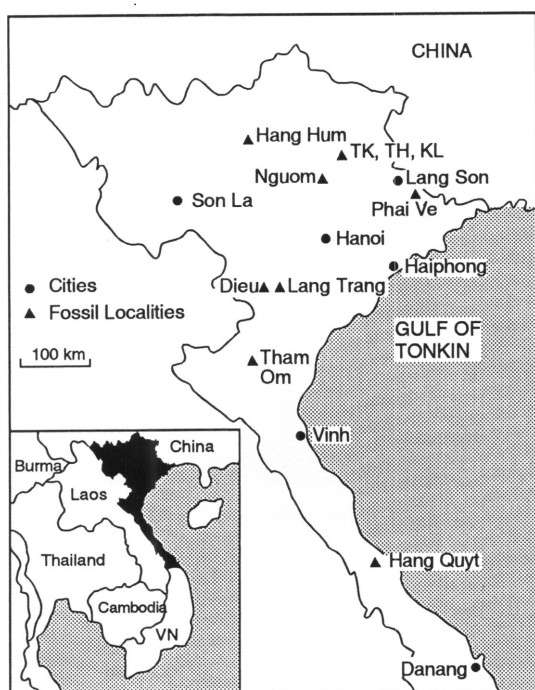 CHINA
Hang Hum
TK, TH, KL
Nguom
Lang Son
Son La
Phai Ve
Hanoi
Haiphong
Cities
Dieu
Lang Trang
Fossil Localities
GULF OF
TONKIN
100 km
Tham
Om
Vinh
China
Burma
Laos
Thailand
Hang Quyt
Cambodia
VN
Danang